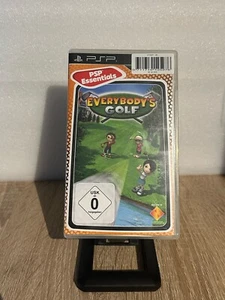 PSP
PSP
Essentials
EVERYBODY'S
GOLF
USK
0